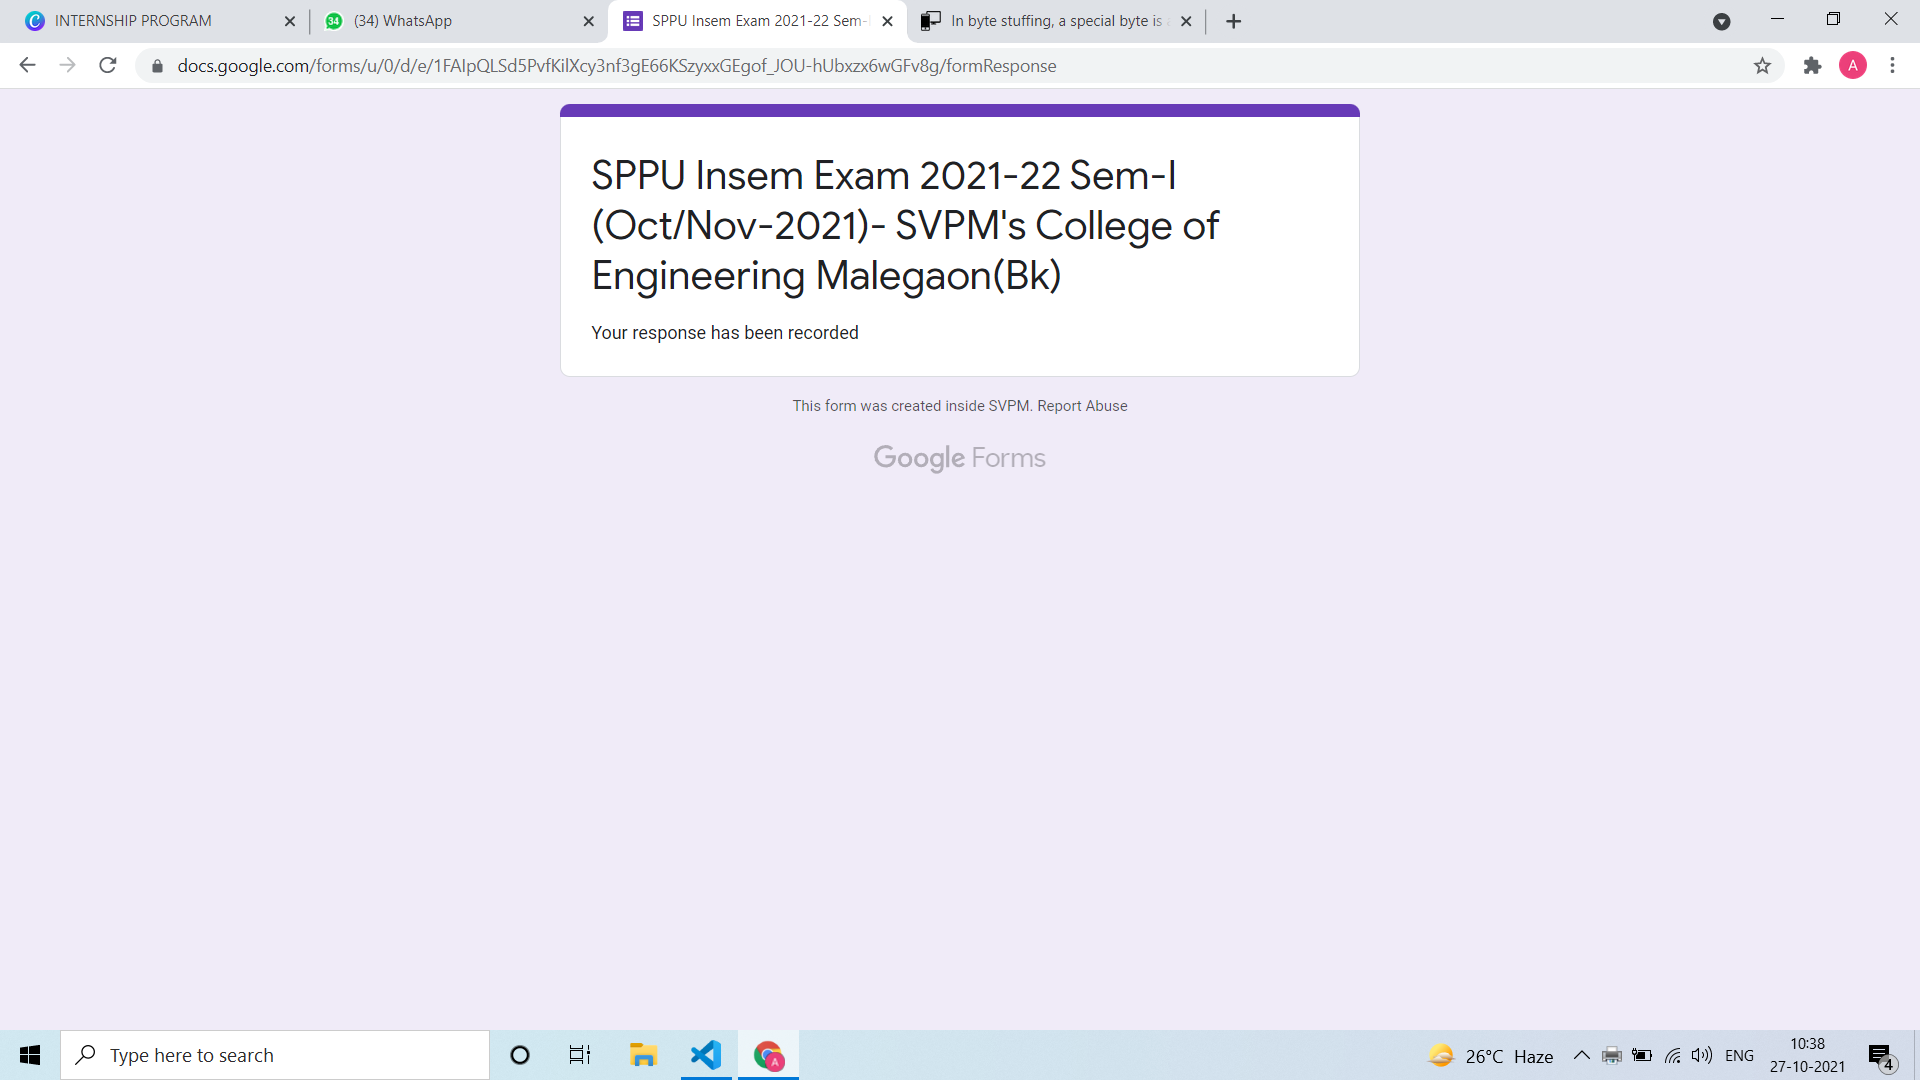 INTERNSHIP PROGRAM
34
(34) WhatsApp
SPPU Insem Exam 2021-22 Sem-
In byte stuffing, a special byte is
docs.google.com/forms/u/0/d/e/1FAIpQLSd5PvfKilXcy3nf3gE66KSzyxxGEgof_JOU-hUbxzx6wGFv8g/formResponse
A
SPPU Insem Exam 2021-22 Sem-I
(Oct/Nov-2021)- SVPM's College of
Engineering Malegaon(Bk)
Your response has been recorded
This form was created inside SVPM. Report Abuse
Google Forms
Type here to search
A
26°C Haze
ENG
10:38
27-10-2021
4